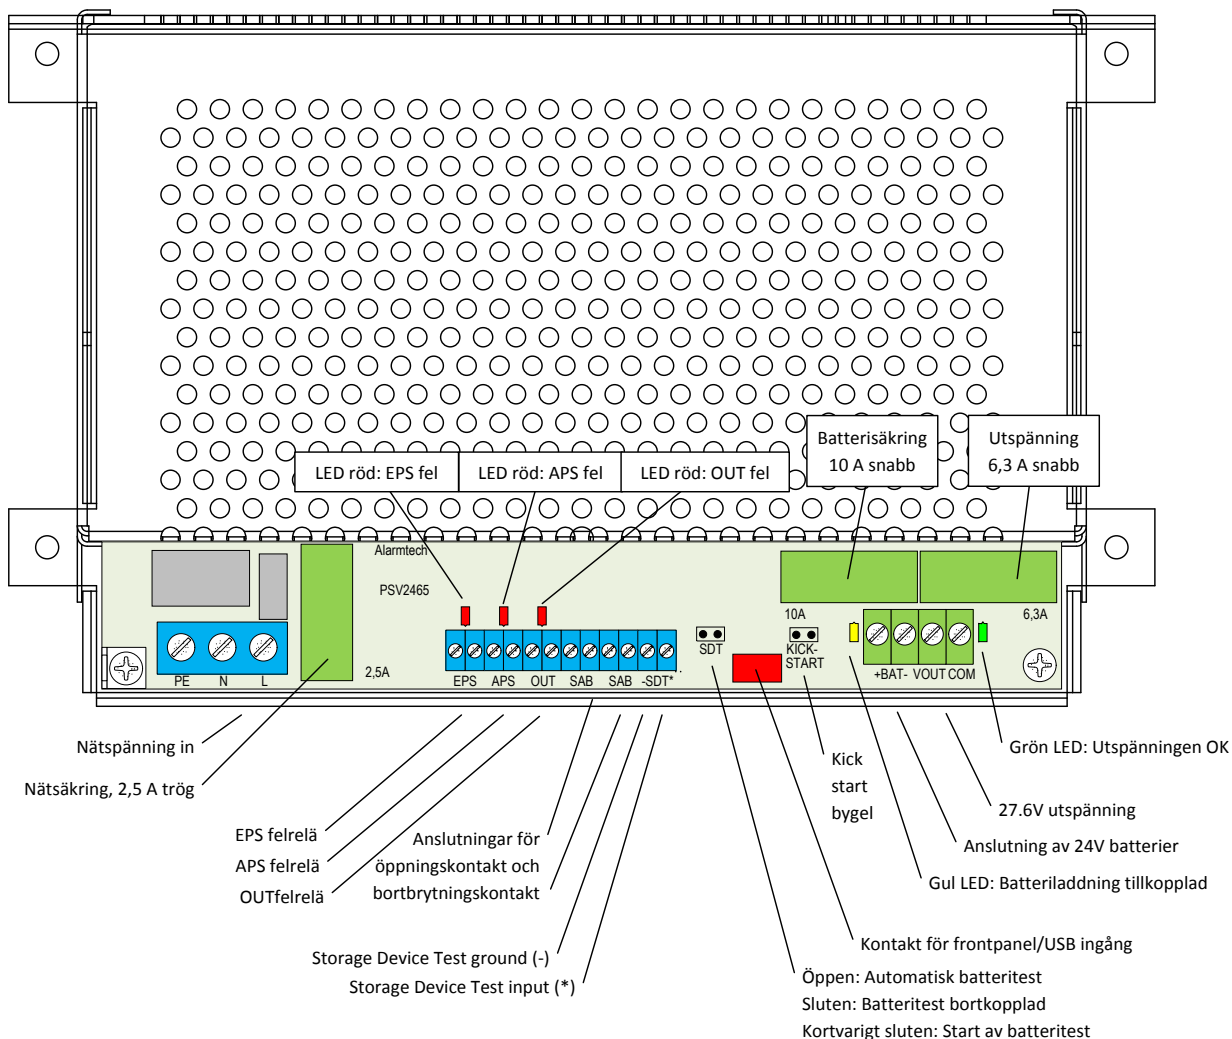 Batterisäkring
10 A snabb
Utspänning
6,3 A snabb
LED röd: EPS fel
LED röd: APS fel
LED röd: OUT fel
Alarmtech
PSV2465
10A
6,3A
2,5A
PE N L
EPS APS OUT SAB SAB -SDT*
SDT
KICK-
START
+BAT- VOUT COM
Nätspänning in
Nätsäkring, 2,5 A trög
EPS felrelä
APS felrelä
OUTfelrelä
Anslutningar för
öppningskontakt och
bortbrytningskontakt
Storage Device Test ground (-)
Storage Device Test input (*)
Kick
start
bygel
Grön LED: Utspänningen OK
27.6V utspänning
Anslutning av 24V batterier
Gul LED: Batteriladdning tillkopplad
Kontakt för frontpanel/USB ingång
Öppen: Automatisk batteritest
Sluten: Batteritest bortkopplad
Kortvarigt sluten: Start av batteritest